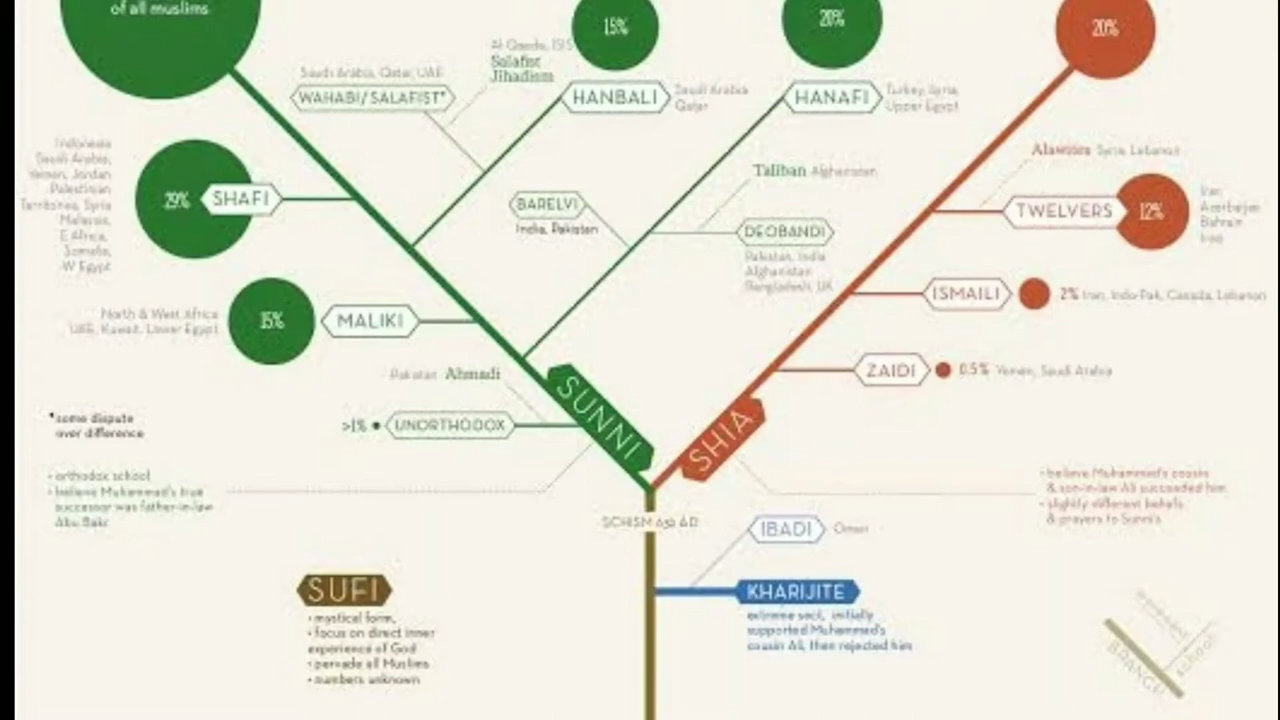 of all muslims
15%
20%
20%
Al Qaeda, ISIS
Salafist
Jihadism
Saudi Arabia, Qatar, UAE
WAHABI/SALAFIST*
HANBALI
Saudi Arabia
Qatar
HANAFI
Turkey, Syria,
Upper Egypt
Indonesia
Saudi Arabia,
Yemen, Jordan
Palestinian
Territories, Syria
Malaysia,
E Africa,
Somalia,
W Egypt
29%
SHAFI
Taliban Afghanistan
Alawites Syria, Lebanon
BARELVI
India, Pakistan
DEOBANDI
Pakistan, India
Afghanistan
Bangladesh, UK
TWELVERS
12%
Iran
Azerbaijan
Bahrain
Iraq
ISMAILI
2% Iran, Indo-Pak, Canada, Lebanon
North & West Africa
UAE, Kuwait, Lower Egypt
15%
MALIKI
ZAIDI
0.5% Yemen, Saudi Arabia
Pakistan Ahmadi
>1%
UNORTHODOX
SUNNI
SHIA
*some dispute
over difference
• orthodox school
• believe Muhammad's true
successor was father-in-law
Abu Bakr
• believe Muhammad's cousin
& son-in-law Ali succeeded him
• slightly different beliefs
& prayers to Sunni's
SCHISM 632 AD
IBADI
Oman
KHARIJITE
extreme sect, initially
supported Muhammad's
cousin Ali, then rejected him
SUFI
• mystical form,
• focus on direct inner
experience of God
• pervade all Muslims
• numbers unknown
BRANCH
school